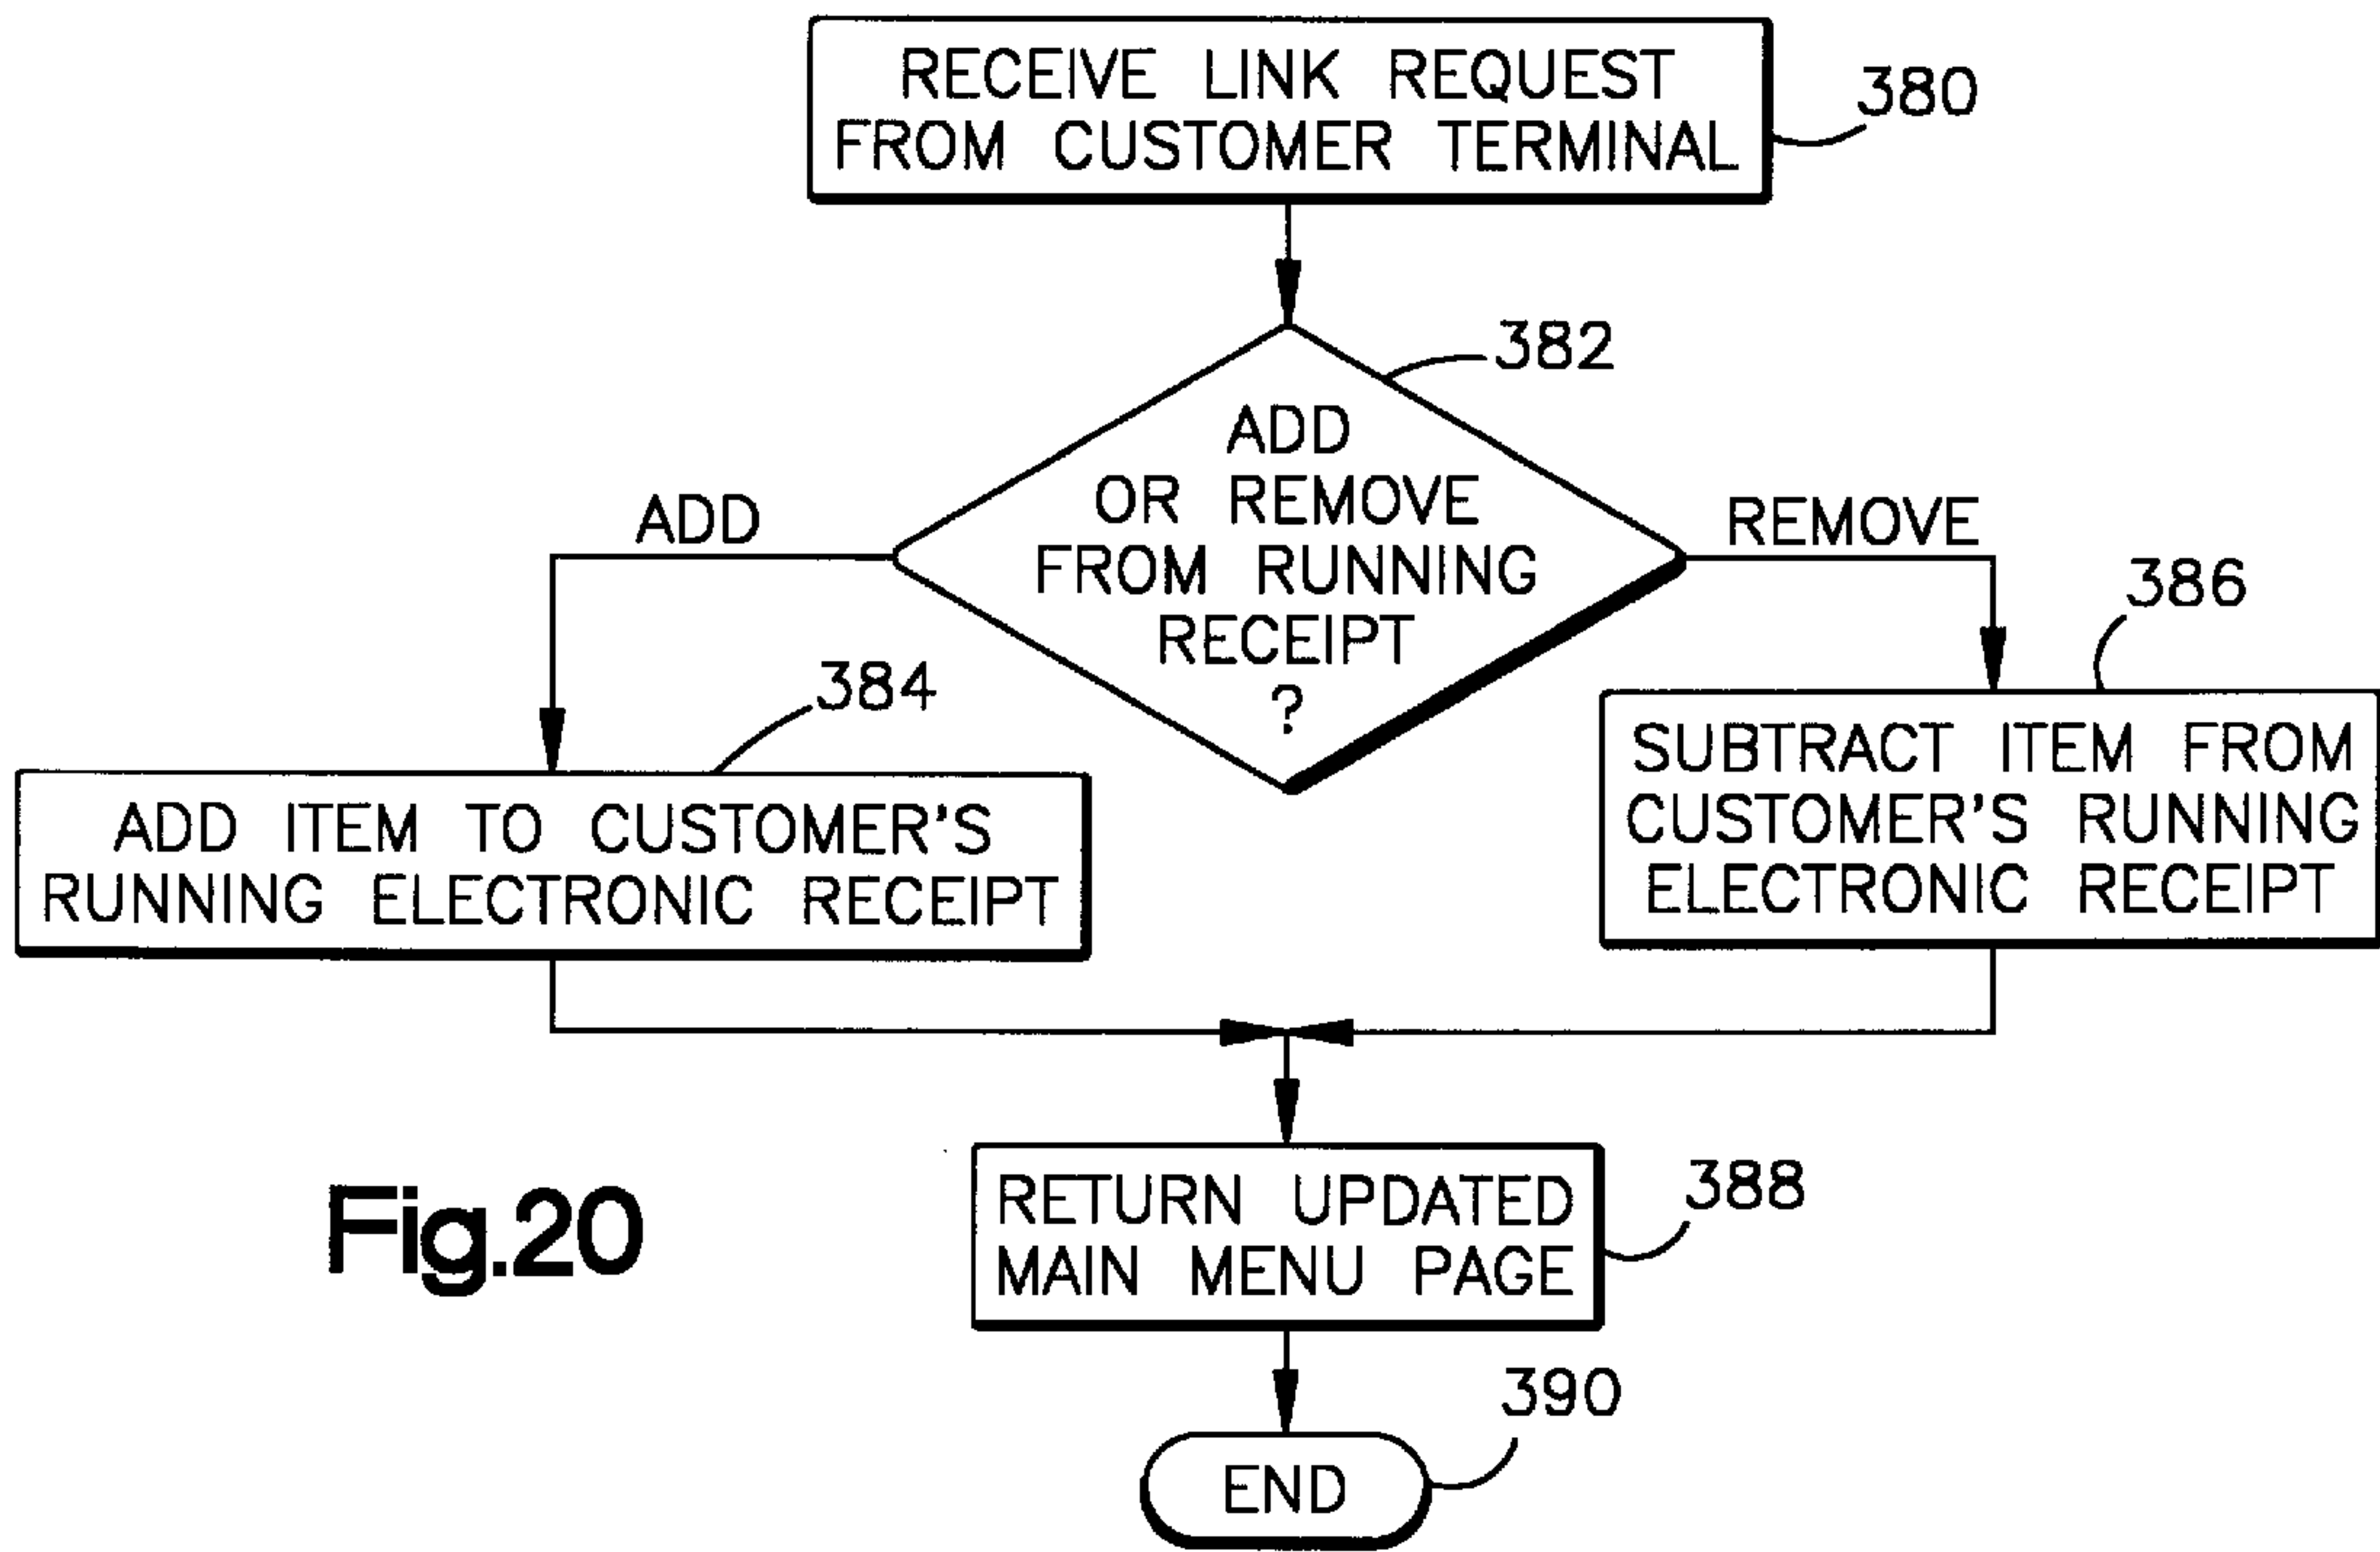 RECEIVE LINK REQUEST
FROM CUSTOMER TERMINAL
380
382
ADD
OR REMOVE
FROM RUNNING
RECEIPT
?
ADD
REMOVE
384
386
ADD ITEM TO CUSTOMER'S
RUNNING ELECTRONIC RECEIPT
SUBTRACT ITEM FROM
CUSTOMER'S RUNNING
ELECTRONIC RECEIPT
RETURN UPDATED
MAIN MENU PAGE
388
390
END
Fig.20